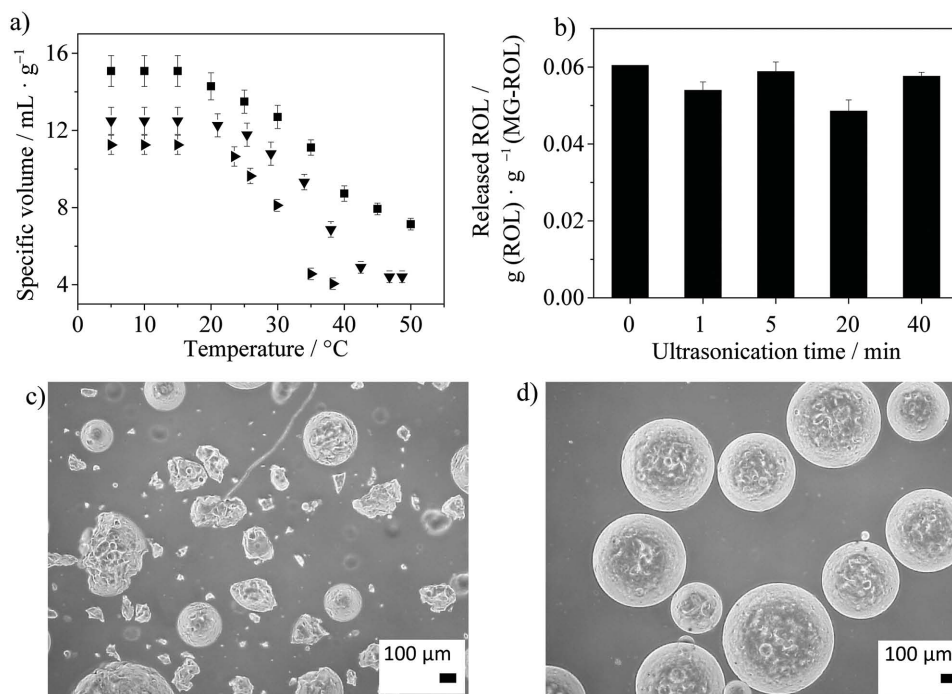 a)
Specific volume / mL · g⁻¹
16
12
8
4
0 10 20 30 40 50
Temperature / °C
b)
Released ROL /
g (ROL) · g⁻¹ (MG-ROL)
0.06
0.04
0.02
0.00
0 1 5 20 40
Ultrasonication time / min
c)
100 µm
d)
100 µm